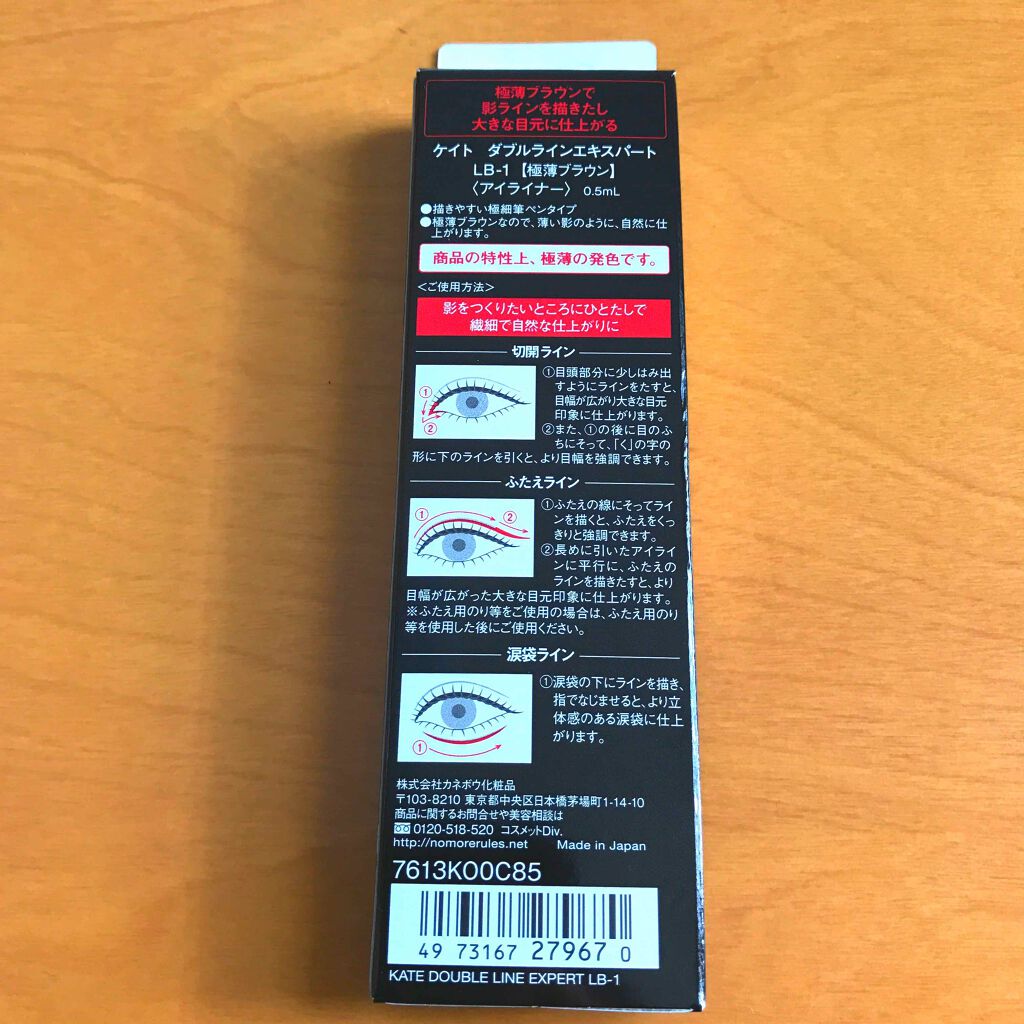 極薄ブラウンで
影ラインを描きたし
大きな目元に仕上がる
ケイト ダブルラインエキスパート
LB-1【極薄ブラウン】
〈アイライナー〉 0.5mL
●描きやすい極細筆ペンタイプ
●極薄ブラウンなので、薄い影のように、自然に仕
上がります。
商品の特性上、極薄の発色です。
<ご使用方法>
影をつくりたいところにひとたしで
繊細で自然な仕上がりに
切開ライン
①目頭部分に少しはみ出
すようにラインをたすと、
目幅が広がり大きな目元
印象に仕上がります。
②また、①の後に目のふ
ちにそって、「く」の字の
形に下のラインを引くと、より目幅を強調できます。
①
②
ふたえライン
①ふたえの線にそってライ
ンを描くと、ふたえをくっ
きりと強調できます。
②長めに引いたアイライ
ンに平行に、ふたえの
ラインを描きたすと、より
目幅が広がった大きな目元印象に仕上がります。
※ふたえ用のり等をご使用の場合は、ふたえ用のり
等を使用した後にご使用ください。
①
②
涙袋ライン
①涙袋の下にラインを描き、
指でなじませると、より立
体感のある涙袋に仕上
がります。
①
株式会社カネボウ化粧品
〒103-8210 東京都中央区日本橋茅場町1-14-10
商品に関するお問合せや美容相談は
0120-518-520 コスメットDiv.
http://nomorerules.net Made in Japan
7613K00C85
49 73167 27967 0
KATE DOUBLE LINE EXPERT LB-1